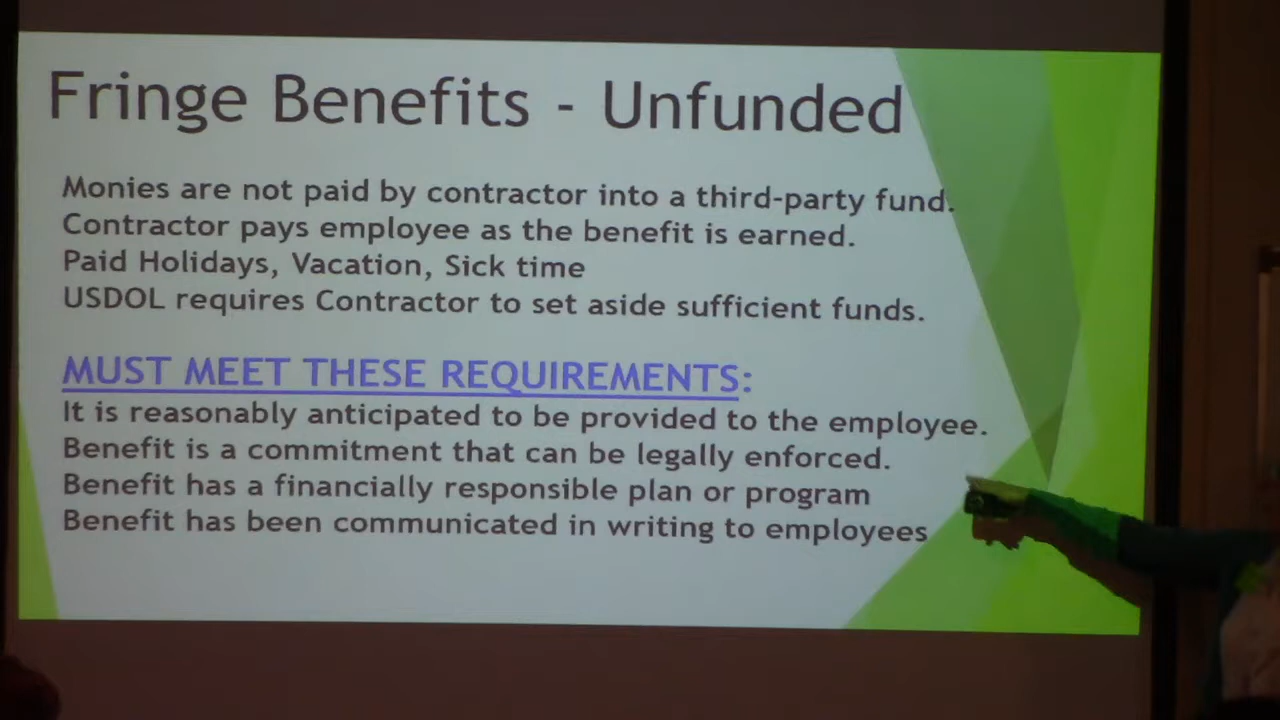 Fringe Benefits - Unfunded
Monies are not paid by contractor into a third-party fund.
Contractor pays employee as the benefit is earned.
Paid Holidays, Vacation, Sick time
USDOL requires Contractor to set aside sufficient funds.
MUST MEET THESE REQUIREMENTS:
It is reasonably anticipated to be provided to the employee.
Benefit is a commitment that can be legally enforced.
Benefit has a financially responsible plan or program
Benefit has been communicated in writing to employees